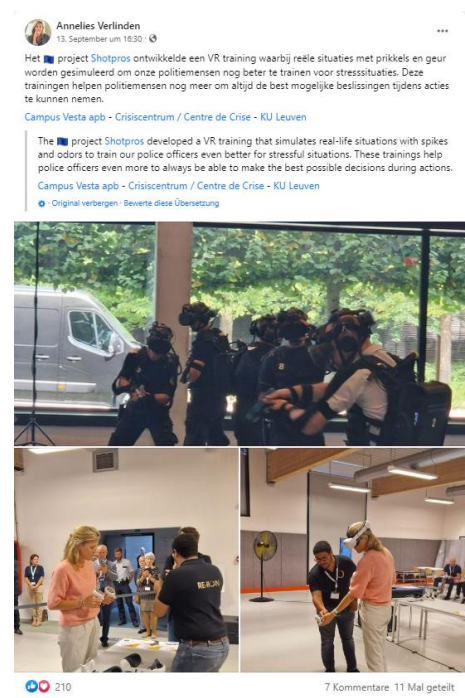 Annelies Verlinden
13. September um 16:30 ·
Het 🇪🇺 project Shotpros ontwikkelde een VR training waarbij reële situaties met prikkels en geur
worden gesimuleerd om onze politiemensen nog beter te trainen voor stresssituaties. Deze
trainingen helpen politiemensen nog meer om altijd de best mogelijke beslissingen tijdens acties
te kunnen nemen.
Campus Vesta apb - Crisiscentrum / Centre de Crise - KU Leuven
The 🇪🇺 project Shotpros developed a VR training that simulates real-life situations with spikes
and odors to train our police officers even better for stressful situations. These trainings help
police officers even more to always be able to make the best possible decisions during actions.
Campus Vesta apb - Crisiscentrum / Centre de Crise - KU Leuven
· Original verbergen · Bewerte diese Übersetzung
210
7 Kommentare 11 Mal geteilt